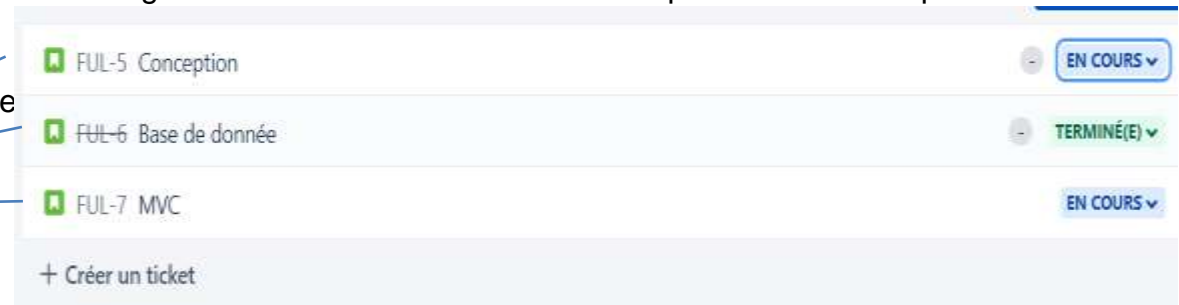 FUL-5 Conception - EN COURS
e
FUL-6 Base de donnée - TERMINÉ(E)
FUL-7 MVC EN COURS
+ Créer un ticket